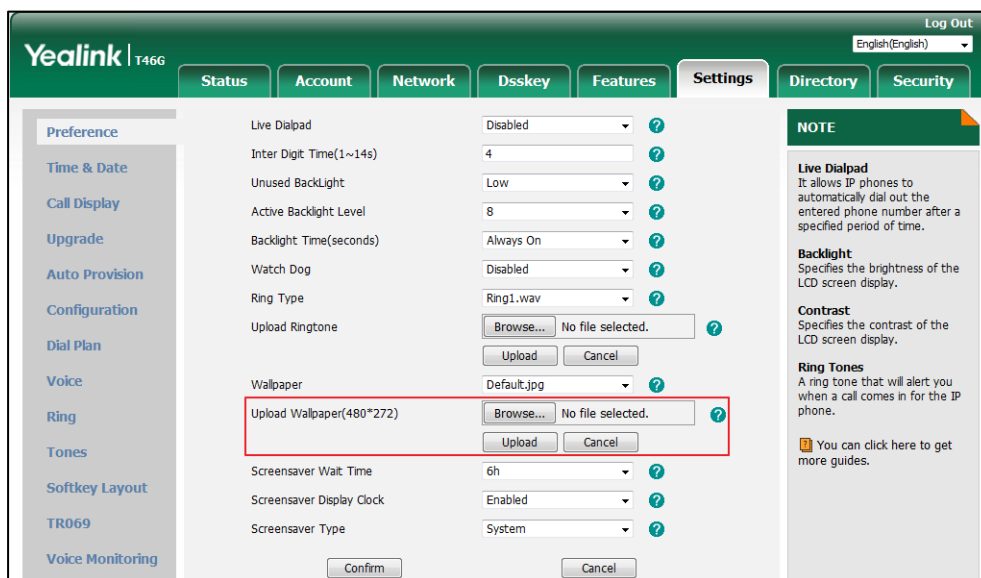 Log Out
Yealink T46G
English(English)
Status Account Network Dsskey Features Settings Directory Security
Preference
Time & Date
Call Display
Upgrade
Auto Provision
Configuration
Dial Plan
Voice
Ring
Tones
Softkey Layout
TR069
Voice Monitoring
Live Dialpad Disabled ?
Inter Digit Time(1~14s) 4 ?
Unused BackLight Low ?
Active Backlight Level 8 ?
Backlight Time(seconds) Always On ?
Watch Dog Disabled ?
Ring Type Ring1.wav ?
Upload Ringtone Browse... No file selected. ?
Upload Cancel
Wallpaper Default.jpg ?
Upload Wallpaper(480*272) Browse... No file selected. ?
Upload Cancel
Screensaver Wait Time 6h ?
Screensaver Display Clock Enabled ?
Screensaver Type System ?
Confirm Cancel
NOTE
Live Dialpad
It allows IP phones to
automatically dial out the
entered phone number after a
specified period of time.
Backlight
Specifies the brightness of the
LCD screen display.
Contrast
Specifies the contrast of the
LCD screen display.
Ring Tones
A ring tone that will alert you
when a call comes in for the IP
phone.
? You can click here to get
more guides.